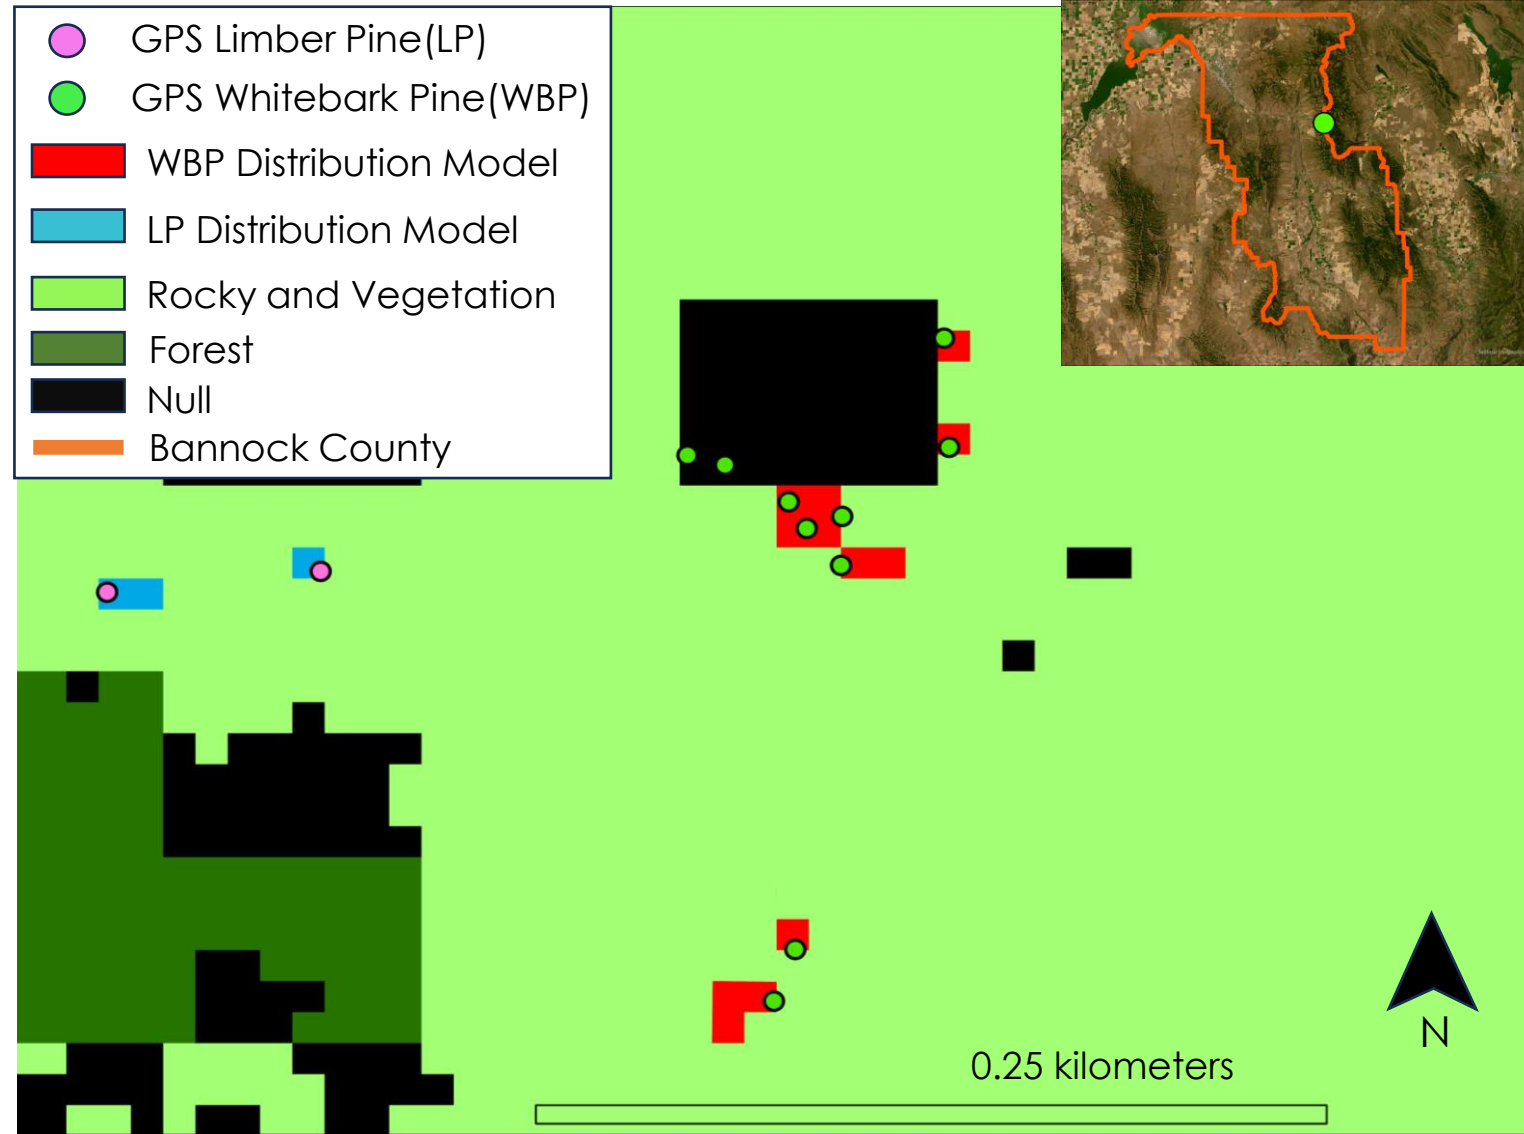 GPS Limber Pine(LP)
GPS Whitebark Pine(WBP)
WBP Distribution Model
LP Distribution Model
Rocky and Vegetation
Forest
Null
Bannock County
N
0.25 kilometers